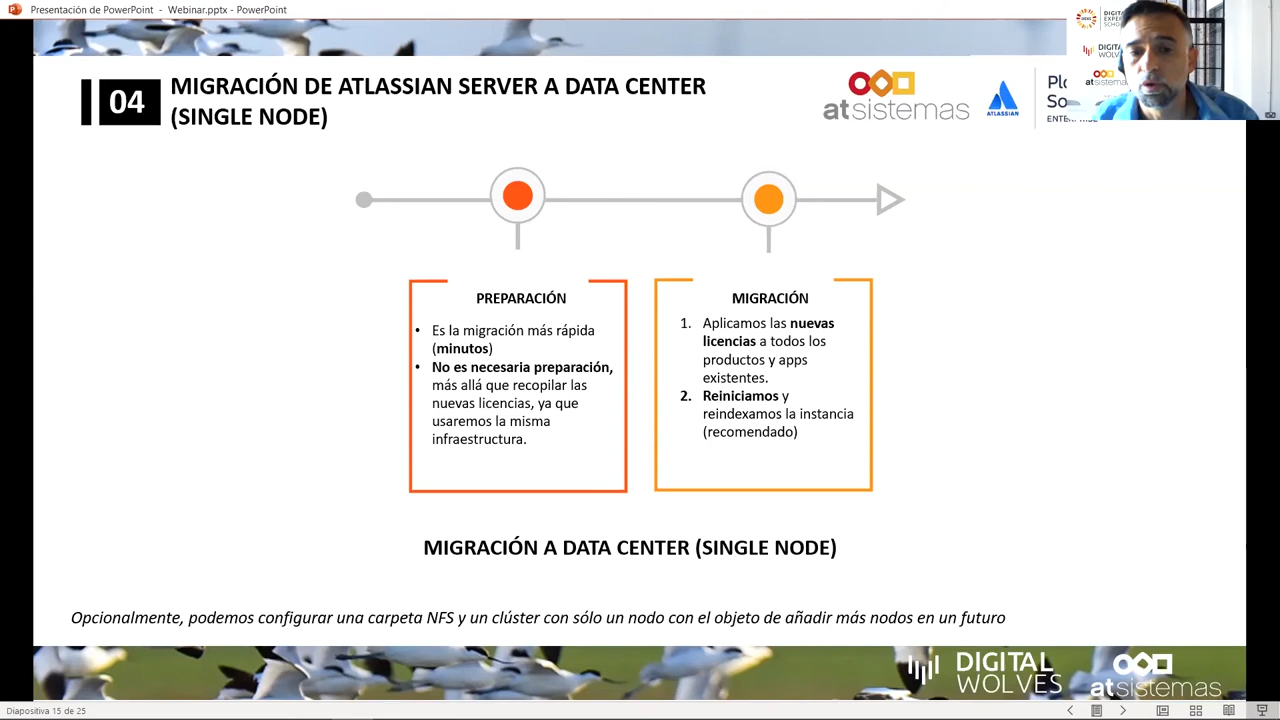 Presentación de PowerPoint - Webinar.pptx - PowerPoint
04
MIGRACIÓN DE ATLASSIAN SERVER A DATA CENTER
(SINGLE NODE)
atsistemas
ATLASSIAN
ENTERPRISE
PREPARACIÓN
• Es la migración más rápida
(minutos)
• No es necesaria preparación,
más allá que recopilar las
nuevas licencias, ya que
usaremos la misma
infraestructura.
MIGRACIÓN
1. Aplicamos las nuevas
licencias a todos los
productos y apps
existentes.
2. Reiniciamos y
reindexamos la instancia
(recomendado)
MIGRACIÓN A DATA CENTER (SINGLE NODE)
Opcionalmente, podemos configurar una carpeta NFS y un clúster con sólo un nodo con el objeto de añadir más nodos en un futuro
DIGITAL
WOLVES
atsistemas
Diapositiva 15 de 25